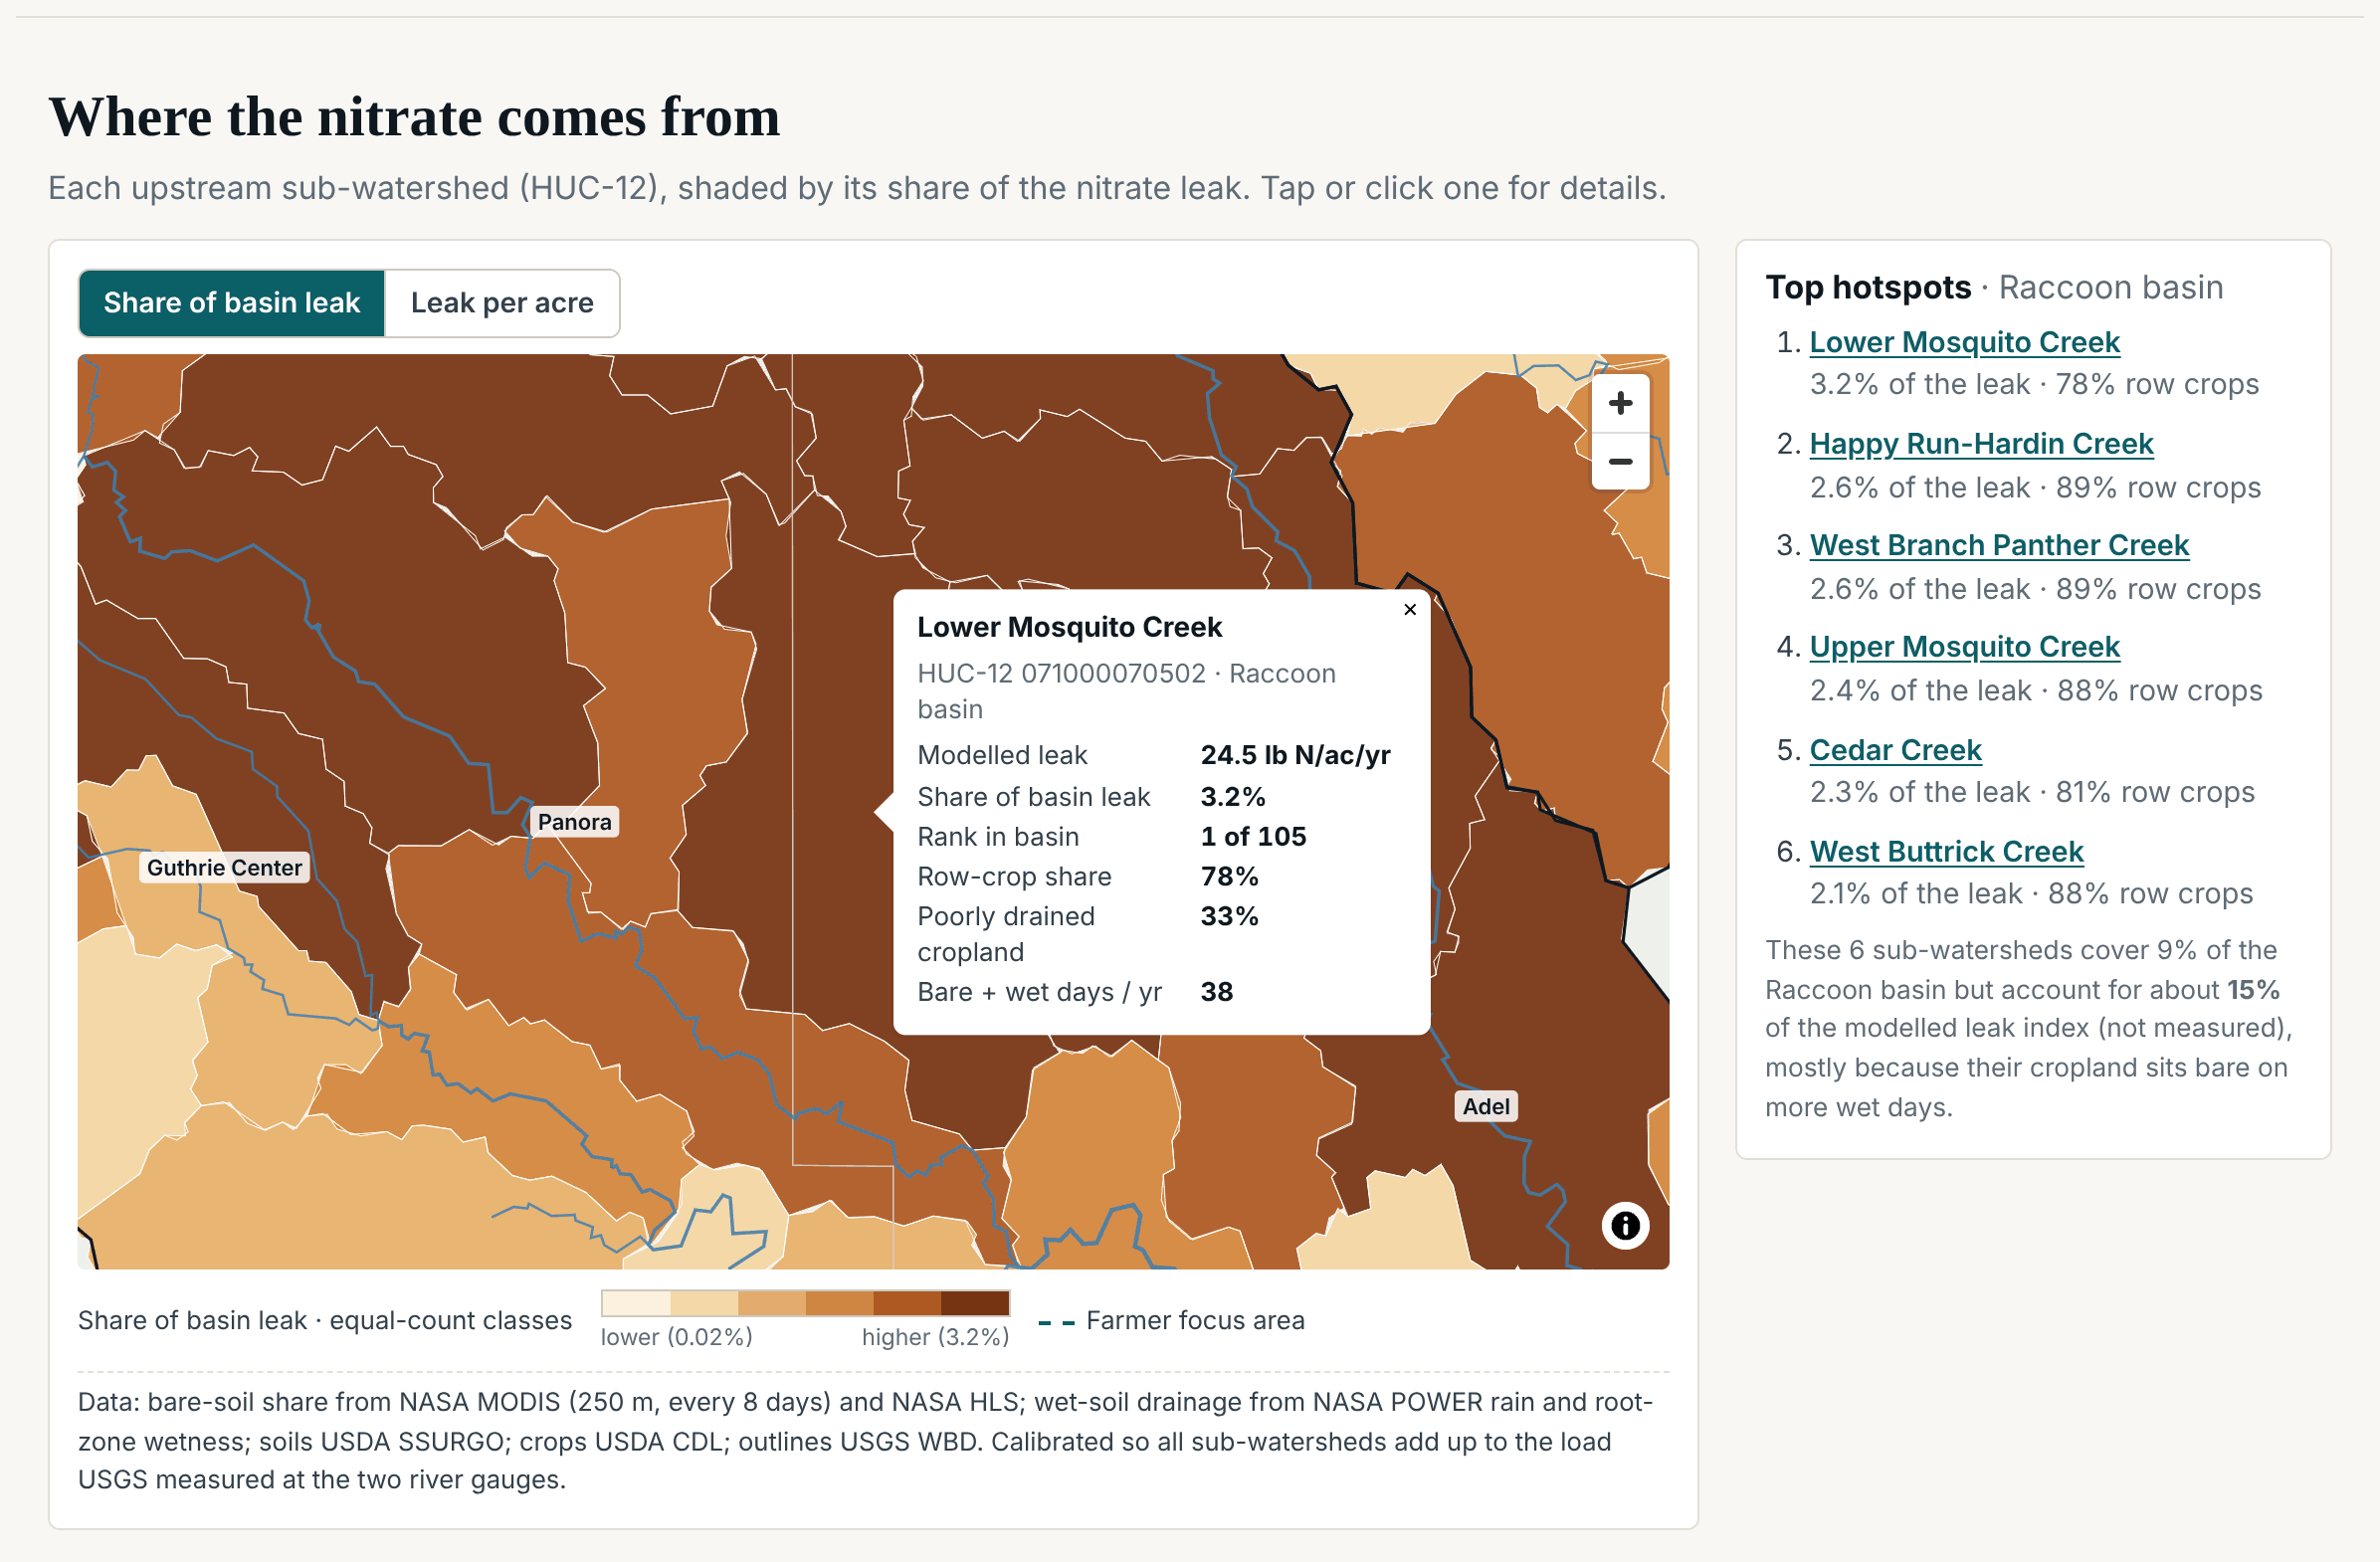 Where the nitrate comes from
Each upstream sub-watershed (HUC-12), shaded by its share of the nitrate leak. Tap or click one for details.
Share of basin leak
Leak per acre
+
−
Lower Mosquito Creek
×
HUC-12 071000070502 · Raccoon
basin
Modelled leak 24.5 lb N/ac/yr
Share of basin leak 3.2%
Rank in basin 1 of 105
Row-crop share 78%
Poorly drained 33%
cropland
Bare + wet days / yr 38
Panora
Guthrie Center
Adel
Share of basin leak · equal-count classes
lower (0.02%)
higher (3.2%)
Farmer focus area
Data: bare-soil share from NASA MODIS (250 m, every 8 days) and NASA HLS; wet-soil drainage from NASA POWER rain and root-
zone wetness; soils USDA SSURGO; crops USDA CDL; outlines USGS WBD. Calibrated so all sub-watersheds add up to the load
USGS measured at the two river gauges.
Top hotspots · Raccoon basin
1. Lower Mosquito Creek
3.2% of the leak · 78% row crops
2. Happy Run-Hardin Creek
2.6% of the leak · 89% row crops
3. West Branch Panther Creek
2.6% of the leak · 89% row crops
4. Upper Mosquito Creek
2.4% of the leak · 88% row crops
5. Cedar Creek
2.3% of the leak · 81% row crops
6. West Buttrick Creek
2.1% of the leak · 88% row crops
These 6 sub-watersheds cover 9% of the
Raccoon basin but account for about 15%
of the modelled leak index (not measured),
mostly because their cropland sits bare on
more wet days.